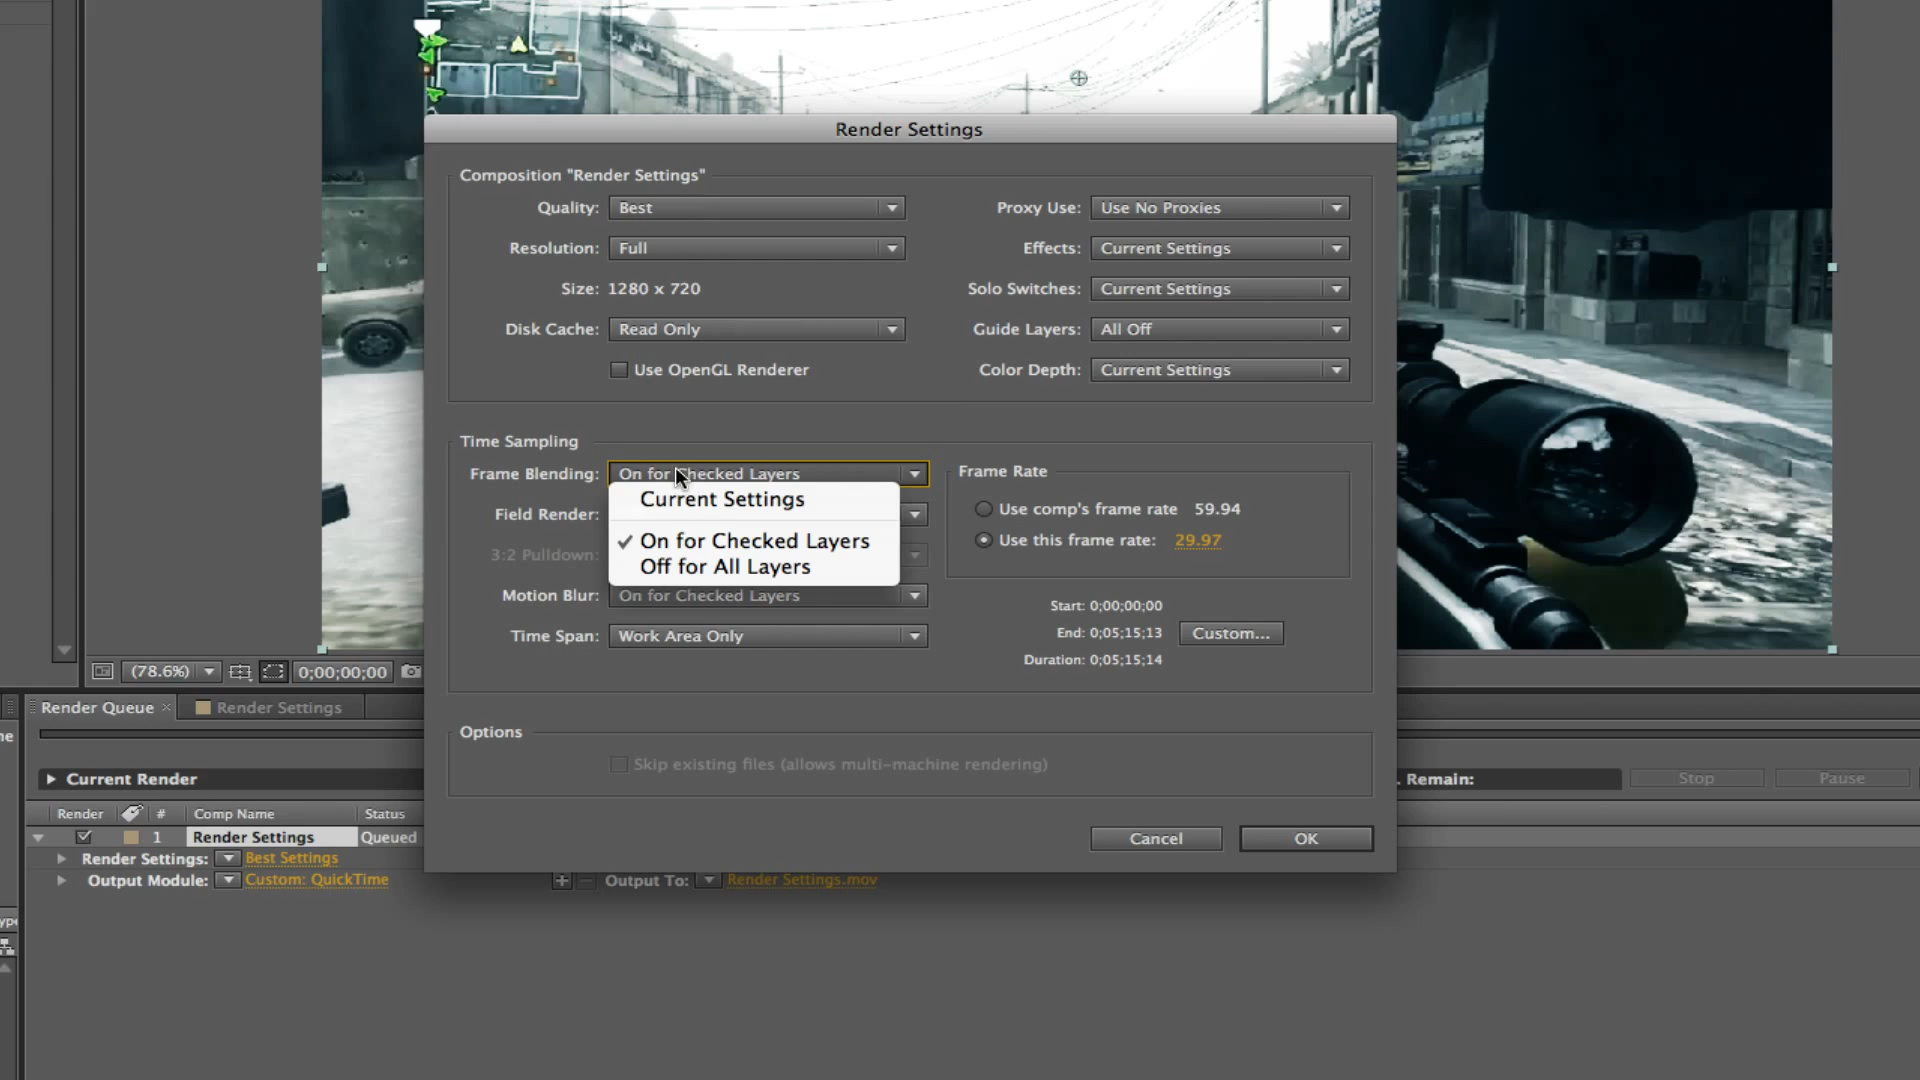 Render Settings
Composition "Render Settings"
Quality: Best
Proxy Use: Use No Proxies
Resolution: Full
Effects: Current Settings
Size: 1280 x 720
Solo Switches: Current Settings
Disk Cache: Read Only
Guide Layers: All Off
Use OpenGL Renderer
Color Depth: Current Settings
Time Sampling
Frame Blending: On for Checked Layers
Current Settings
On for Checked Layers
Off for All Layers
Field Render:
3:2 Pulldown:
Motion Blur: On for Checked Layers
Time Span: Work Area Only
Frame Rate
Use comp's frame rate 59.94
Use this frame rate: 29.97
Start: 0;00;00;00
End: 0;05;15;13
Custom...
Duration: 0;05;15;14
Options
Skip existing files (allows multi-machine rendering)
Cancel
OK
(78.6%)
0;00;00;00
Render Queue
Render Settings
Current Render
. Remain:
Stop
Pause
Render # Comp Name Status
1 Render Settings Queued
Render Settings: Best Settings
Output Module: Custom: QuickTime
Output To: Render Settings.mov